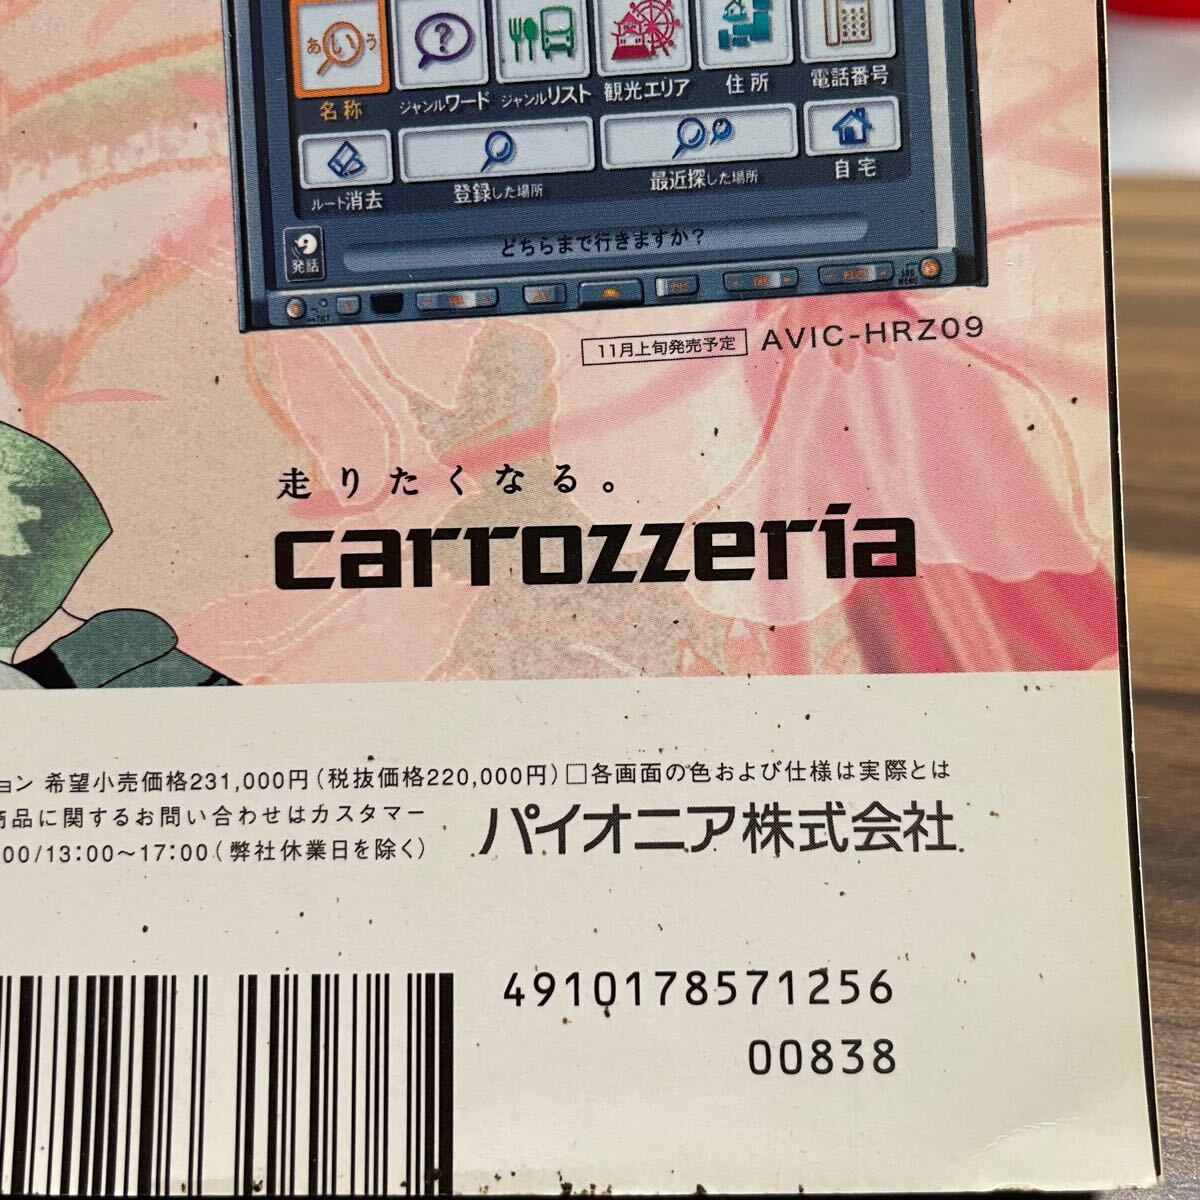 あいう
名称
ジャンルワード
ジャンルリスト
観光エリア
住所
電話番号
ルート消去
登録した場所
最近探した場所
自宅
発話
どちらまで行きますか？
11月上旬発売予定 AVIC-HRZ09
走りたくなる。
carrozzeria
ョン 希望小売価格231,000円（税抜価格220,000円）□各画面の色および仕様は実際とは
商品に関するお問い合わせはカスタマー
00/13:00〜17:00（弊社休業日を除く）
パイオニア株式会社
4910178571256
00838